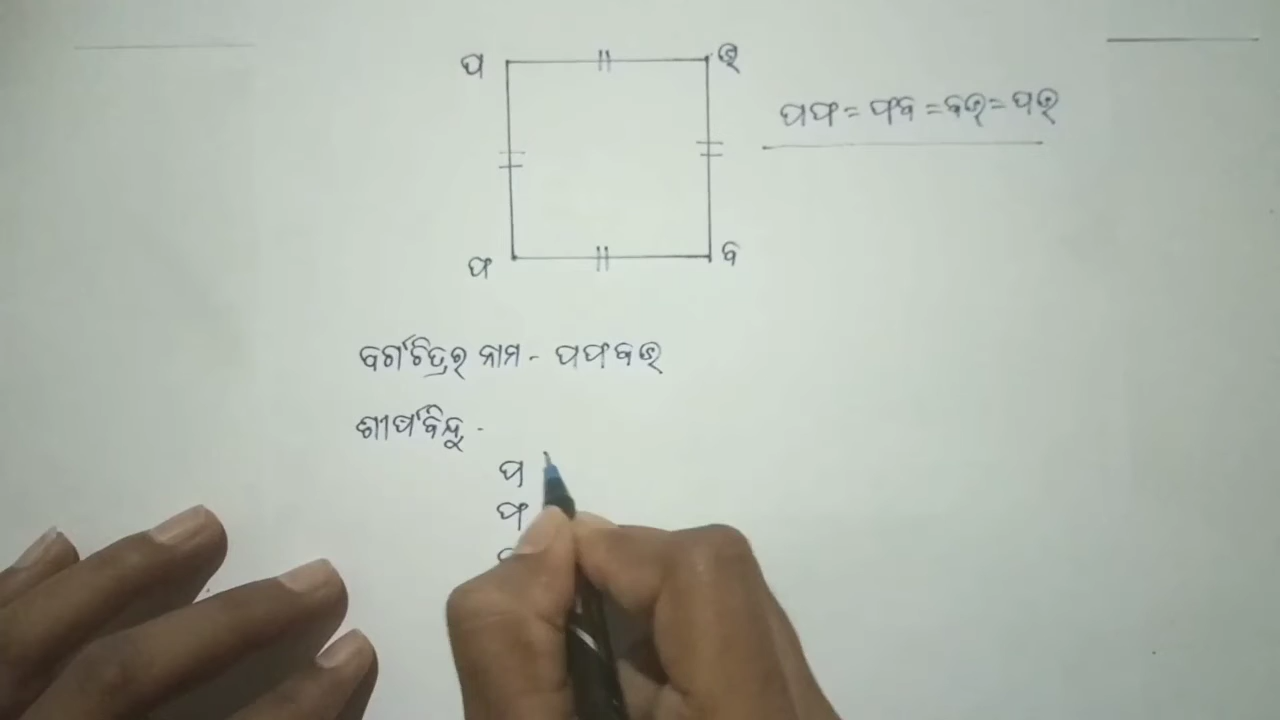 ପ ଭ
ପଫ = ଫବ = ବଭ = ପଭ
ଫ ବ
ବର୍ଗଚିତ୍ରର ନାମ - ପଫବଭ
ଶୀର୍ଷବିନ୍ଦୁ -
ପ
ଫ